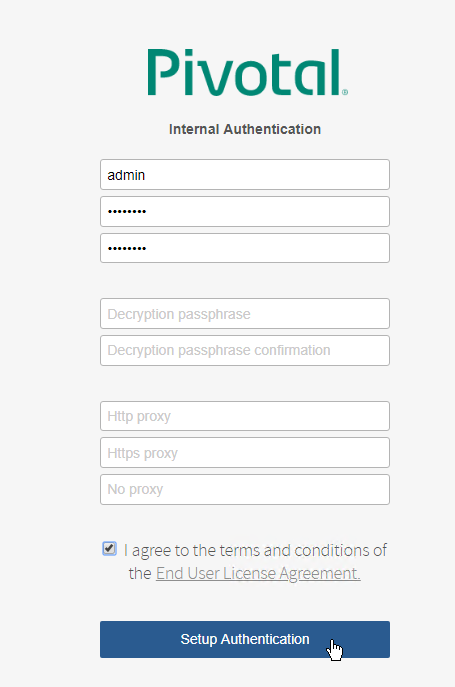 Pivotal
Internal Authentication
admin
••••••••
••••••••
Decryption passphrase
Decryption passphrase confirmation
Http proxy
Https proxy
No proxy
I agree to the terms and conditions of
the End User License Agreement.
Setup Authentication